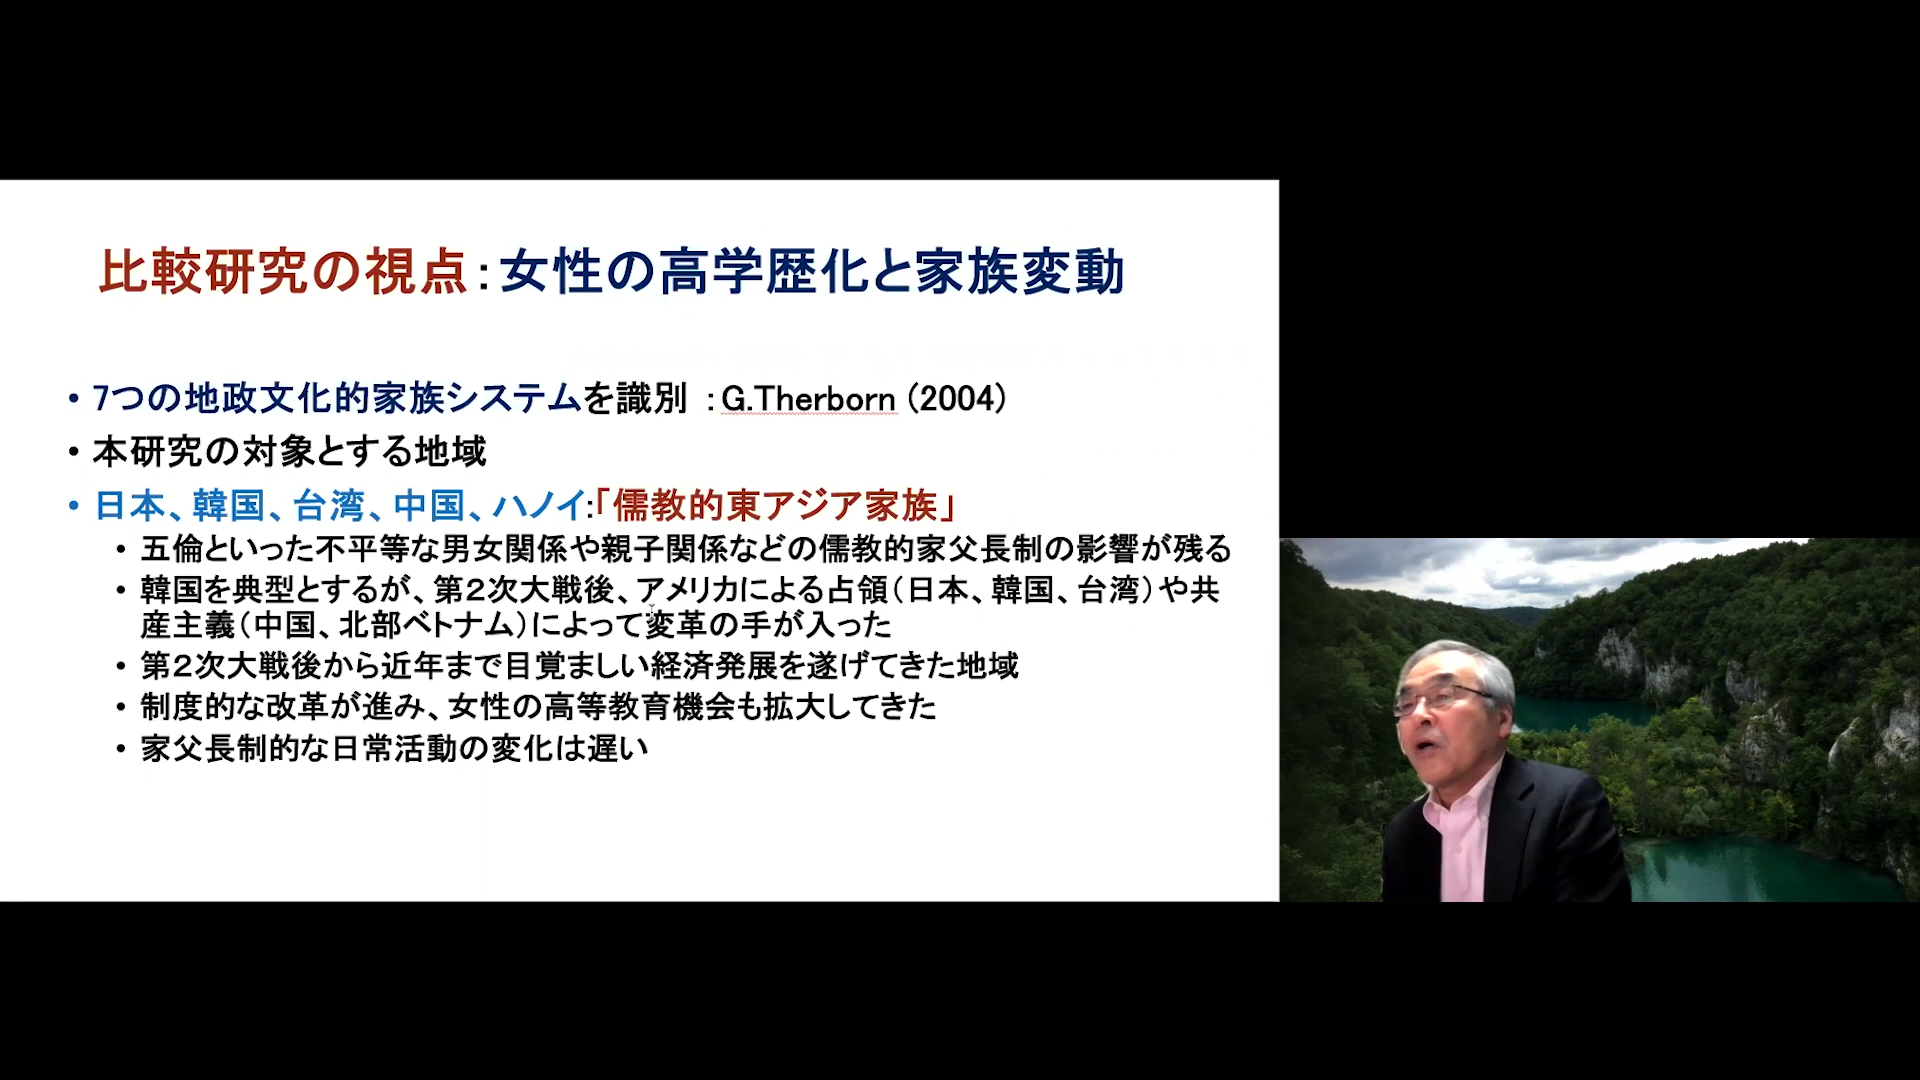 比較研究の視点：女性の高学歴化と家族変動
• 7つの地政文化的家族システムを識別 ：G.Therborn (2004)
• 本研究の対象とする地域
• 日本、韓国、台湾、中国、ハノイ:「儒教的東アジア家族」
• 五倫といった不平等な男女関係や親子関係などの儒教的家父長制の影響が残る
• 韓国を典型とするが、第２次大戦後、アメリカによる占領（日本、韓国、台湾）や共
産主義（中国、北部ベトナム）によって変革の手が入った
• 第２次大戦後から近年まで目覚ましい経済発展を遂げてきた地域
• 制度的な改革が進み、女性の高等教育機会も拡大してきた
• 家父長制的な日常活動の変化は遅い